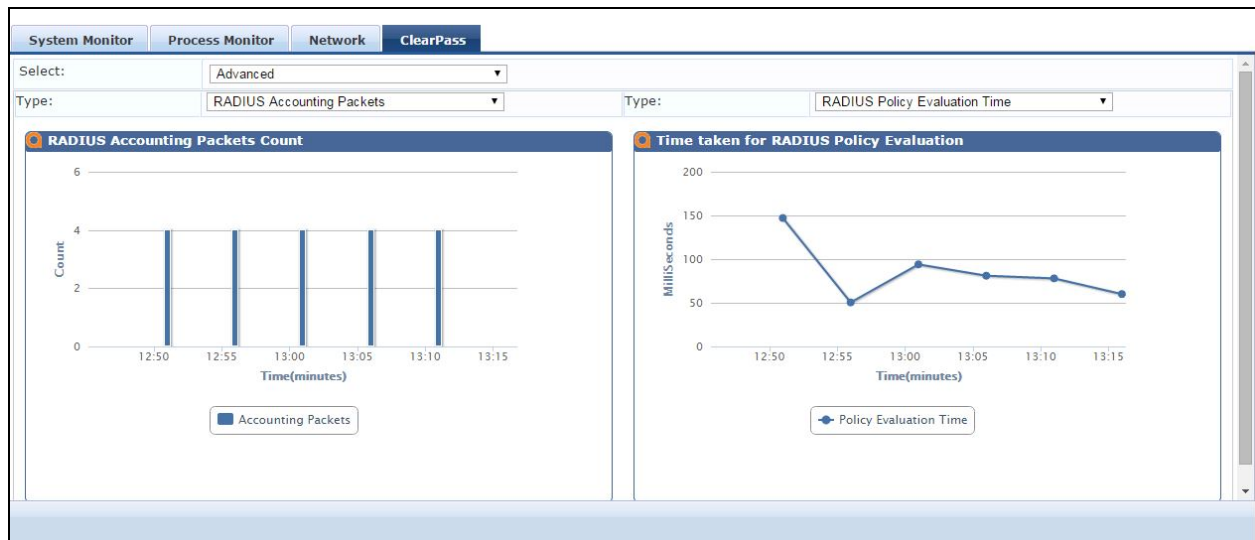 System Monitor Process Monitor Network ClearPass
Select: Advanced
Type: RADIUS Accounting Packets Type: RADIUS Policy Evaluation Time
RADIUS Accounting Packets Count
6
4
2
0
Count
12:50 12:55 13:00 13:05 13:10 13:15
Time(minutes)
Accounting Packets
Time taken for RADIUS Policy Evaluation
200
150
100
50
0
MilliSeconds
12:50 12:55 13:00 13:05 13:10 13:15
Time(minutes)
Policy Evaluation Time